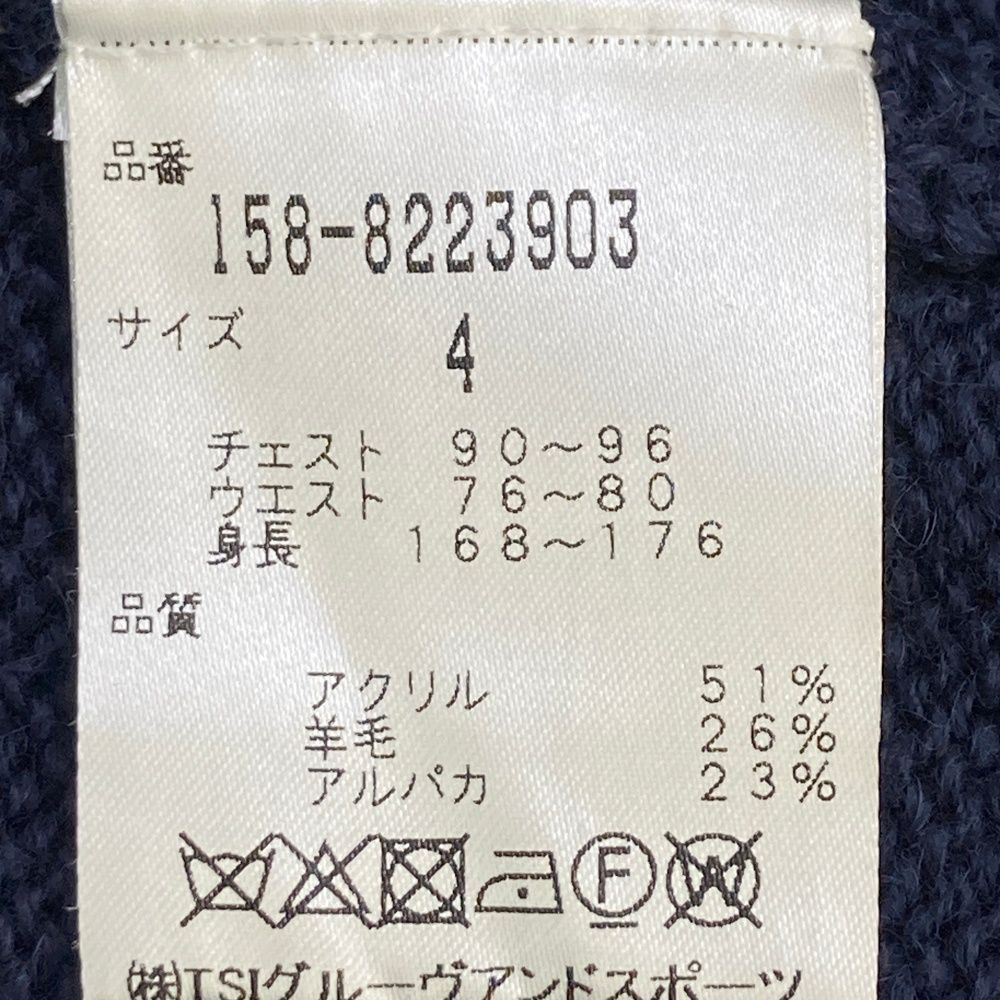 品番
158-8223903
サイズ 4
チェスト 90～96
ウエスト 76～80
身長 168～176
品質
アクリル 51%
羊毛 26%
アルパカ 23%
F W
㈱TSIグルーヴアンドスポーツ